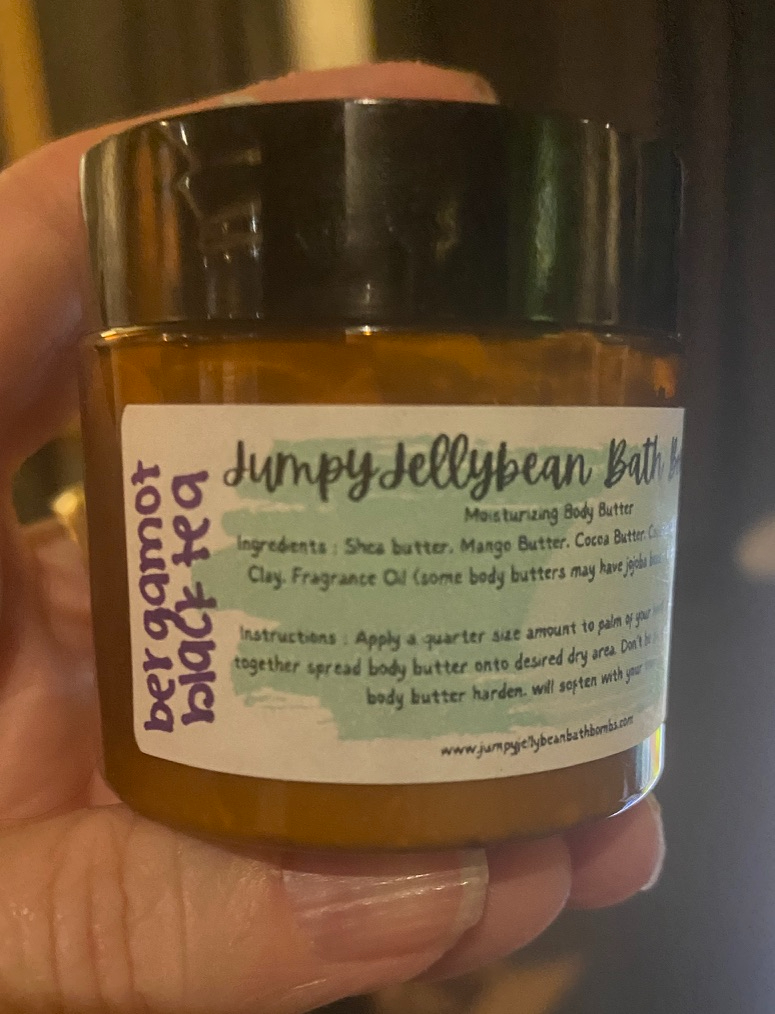 bergamot
black tea
JumpyJellybean Bath
Moisturizing Body Butter
Ingredients : Shea butter, Mango Butter, Cocoa Butter,
Clay, Fragrance Oil (some body butters may have jojoba
Instructions : Apply a quarter size amount to palm of your
together spread body butter onto desired dry area. Don't be
body butter harden, will soften with your
www.jumpyjellybeanbathbombs.com